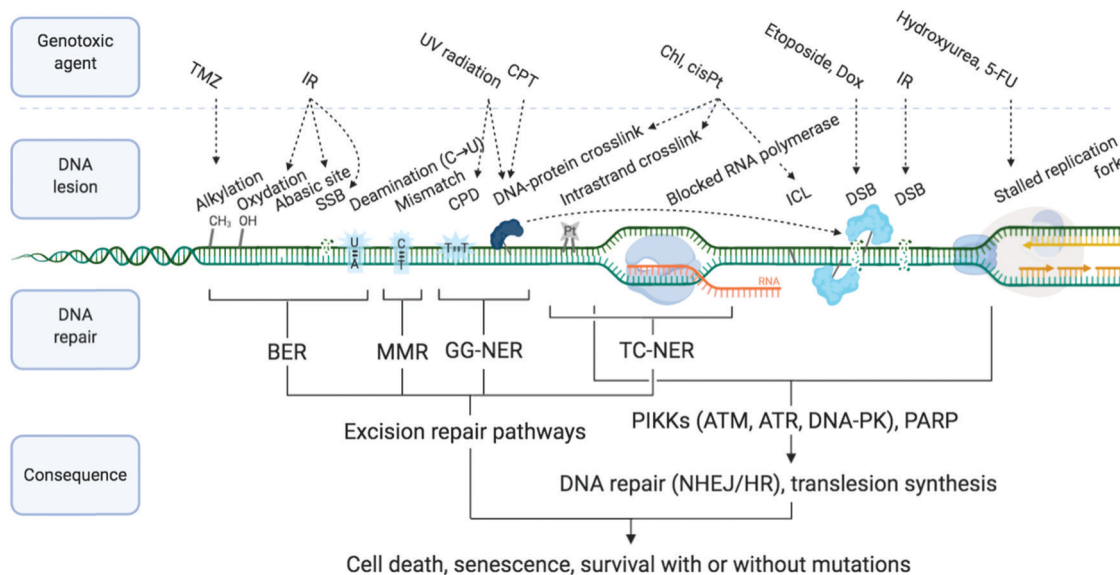 Genotoxic
agent
TMZ
IR
UV radiation
CPT
Chl, cisPt
Etoposide, Dox
IR
Hydroxyurea, 5-FU
DNA
lesion
Alkylation
Oxydation
Abasic site
SSB
Deamination (C→U)
Mismatch
CPD
DNA-protein crosslink
Intrastrand crosslink
Blocked RNA polymerase
ICL
DSB
DSB
Stalled replication
fork
CH₃
OH
U
A
C
T
T
T
Pt
RNA
DNA
repair
BER
MMR
GG-NER
TC-NER
Excision repair pathways
PIKKs (ATM, ATR, DNA-PK), PARP
Consequence
DNA repair (NHEJ/HR), translesion synthesis
Cell death, senescence, survival with or without mutations